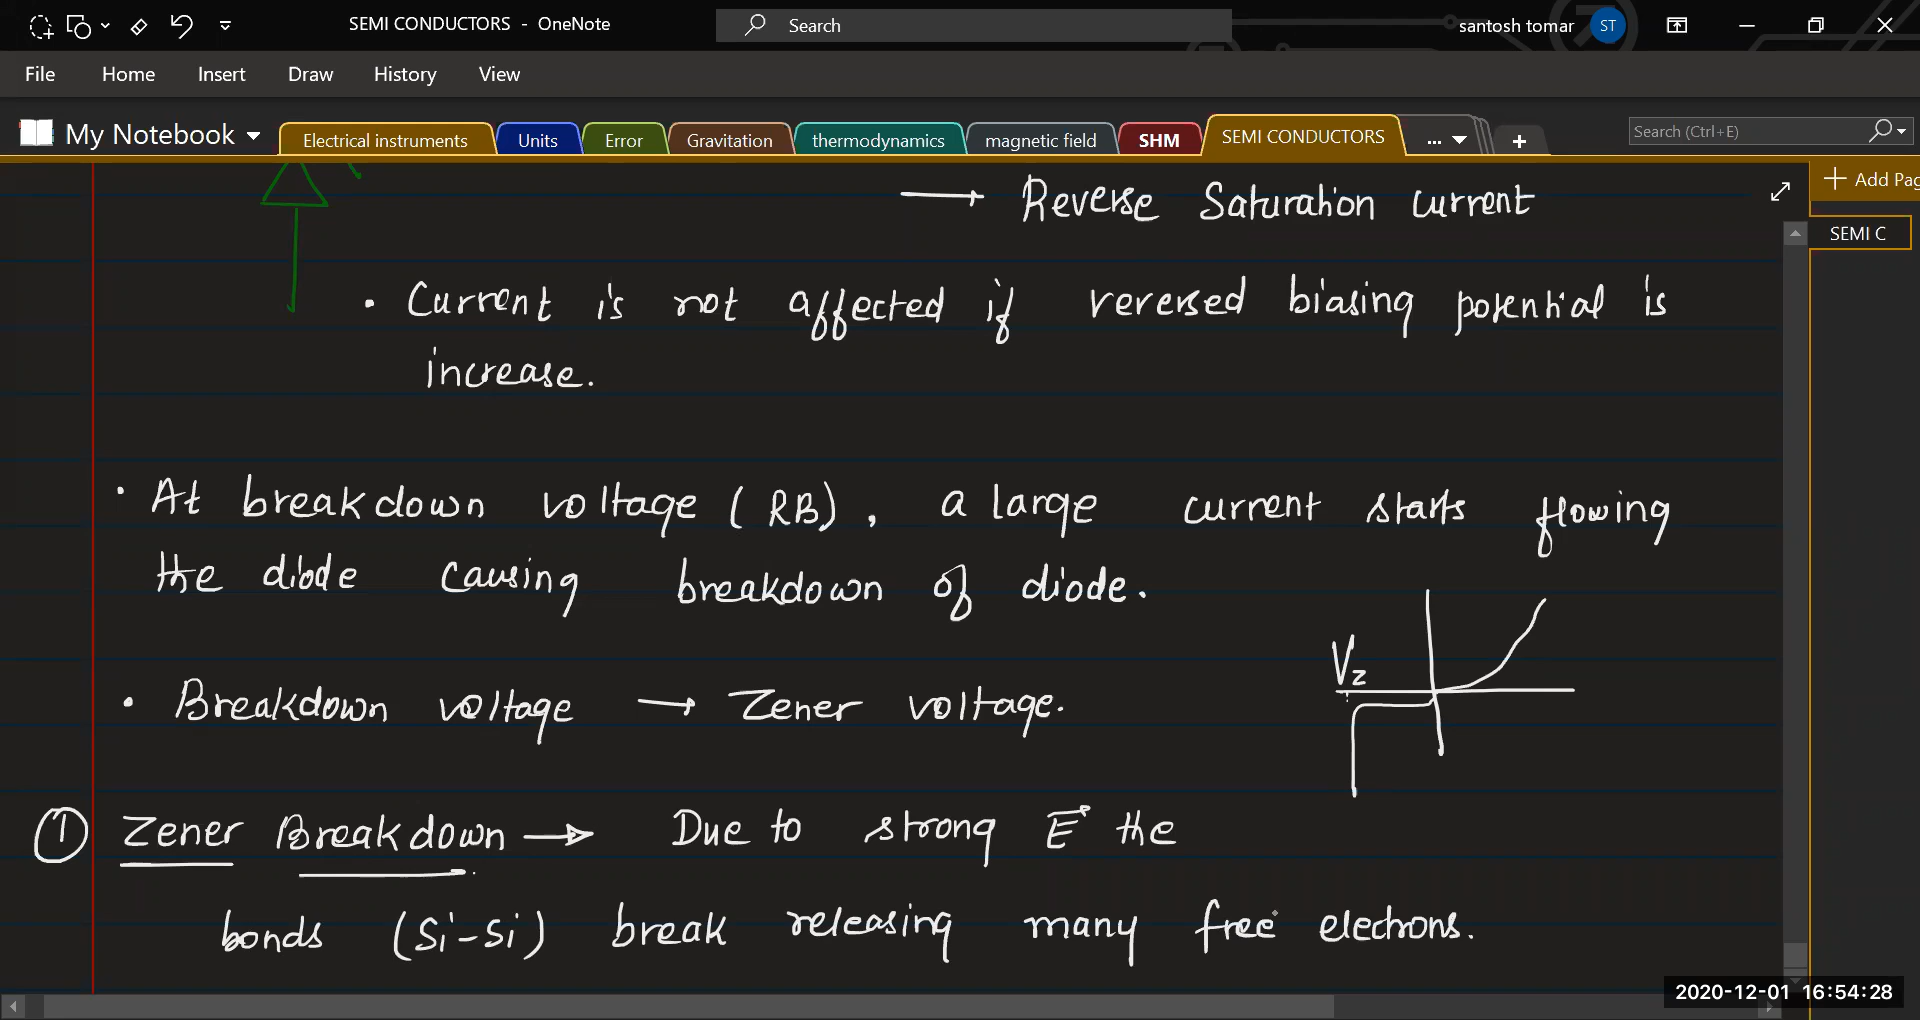 SEMI CONDUCTORS - OneNote
Search
santosh tomar
ST
File Home Insert Draw History View
My Notebook
Electrical instruments Units Error Gravitation thermodynamics magnetic field SHM SEMI CONDUCTORS ... +
Search (Ctrl+E)
Add Pag
SEMI C
→ Reverse Saturation current
• Current is not affected if reversed biasing potential is
increase.
• At breakdown voltage (RB), a large current starts flowing
the diode causing breakdown of diode.
Vz
• Breakdown voltage → Zener voltage.
① Zener Breakdown → Due to strong E⃗ the
bonds (Si-Si) break releasing many free electrons.
2020-12-01 16:54:28